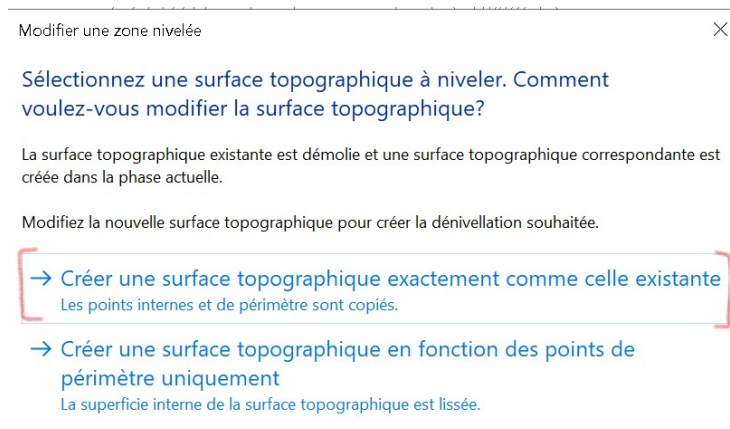 Modifier une zone nivelée
Sélectionnez une surface topographique à niveler. Comment
voulez-vous modifier la surface topographique?
La surface topographique existante est démolie et une surface topographique correspondante est
créée dans la phase actuelle.
Modifiez la nouvelle surface topographique pour créer la dénivellation souhaitée.
→ Créer une surface topographique exactement comme celle existante
Les points internes et de périmètre sont copiés.
→ Créer une surface topographique en fonction des points de
périmètre uniquement
La superficie interne de la surface topographique est lissée.